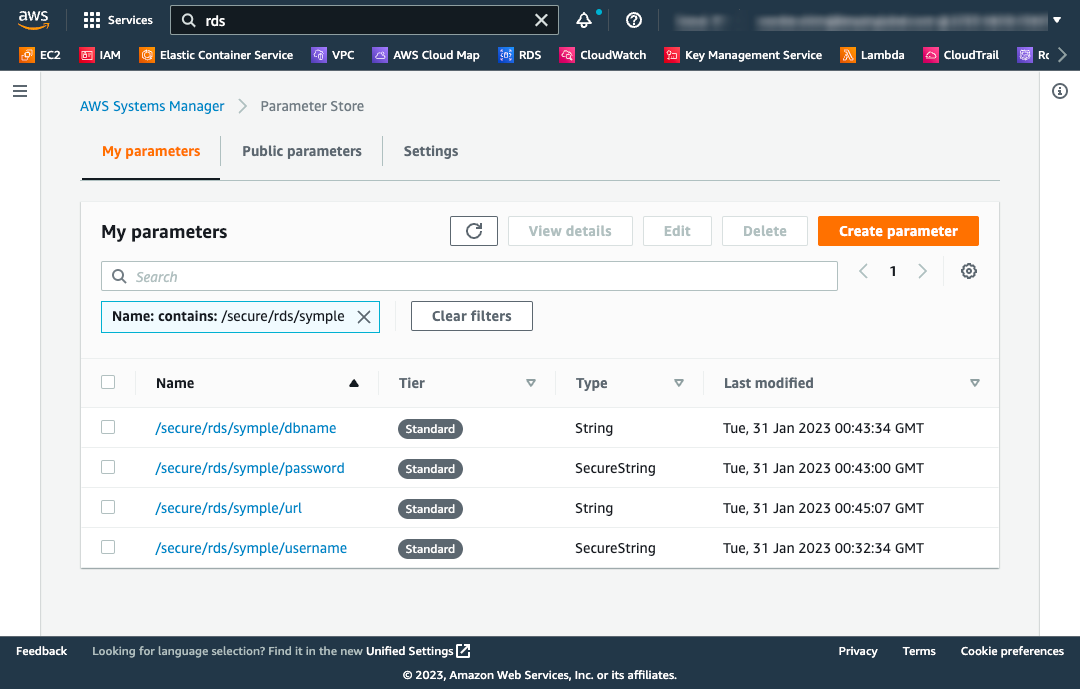 aws Services rds
EC2 IAM Elastic Container Service VPC AWS Cloud Map RDS CloudWatch Key Management Service Lambda CloudTrail
AWS Systems Manager Parameter Store
My parameters Public parameters Settings
My parameters View details Edit Delete Create parameter
Search 1
Name: contains: /secure/rds/symple Clear filters
Name Tier Type Last modified
/secure/rds/symple/dbname Standard String Tue, 31 Jan 2023 00:43:34 GMT
/secure/rds/symple/password Standard SecureString Tue, 31 Jan 2023 00:43:00 GMT
/secure/rds/symple/url Standard String Tue, 31 Jan 2023 00:45:07 GMT
/secure/rds/symple/username Standard SecureString Tue, 31 Jan 2023 00:32:34 GMT
Feedback Looking for language selection? Find it in the new Unified Settings Privacy Terms Cookie preferences
© 2023, Amazon Web Services, Inc. or its affiliates.